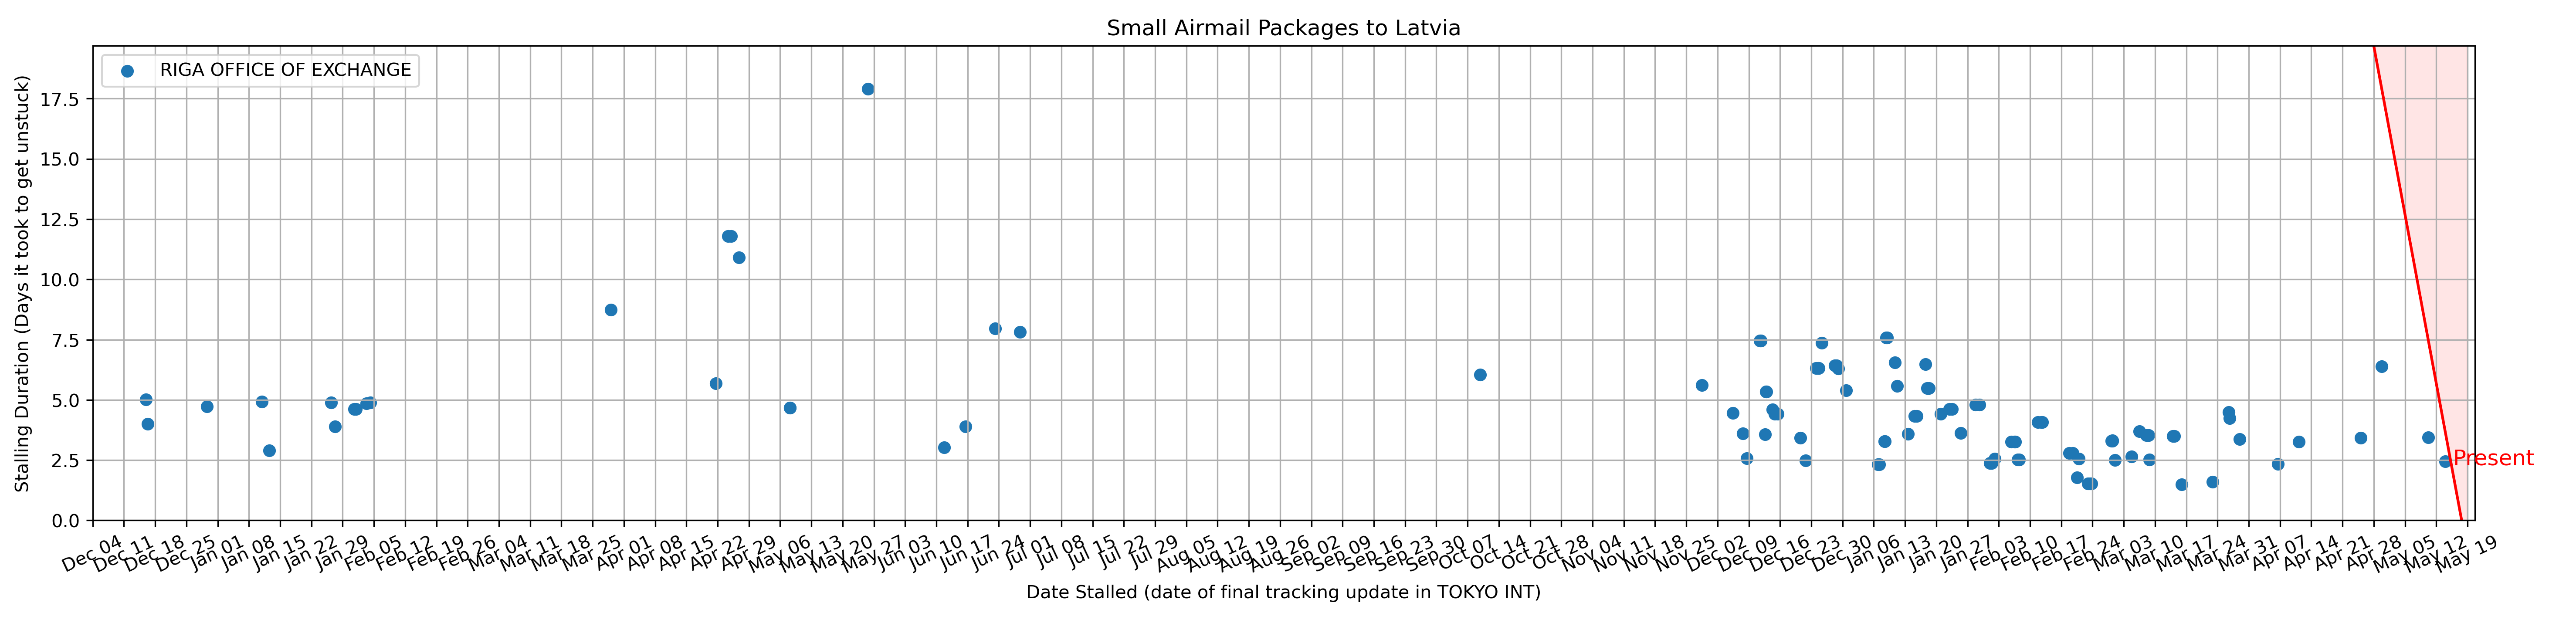 Small Airmail Packages to Latvia
RIGA OFFICE OF EXCHANGE
Stalling Duration (Days it took to get unstuck)
17.5
15.0
12.5
10.0
7.5
5.0
2.5
0.0
Present
Dec 04 Dec 11 Dec 18 Dec 25 Jan 01 Jan 08 Jan 15 Jan 22 Jan 29 Feb 05 Feb 12 Feb 19 Feb 26 Mar 04 Mar 11 Mar 18 Mar 25 Apr 01 Apr 08 Apr 15 Apr 22 Apr 29 May 06 May 13 May 20 May 27 Jun 03 Jun 10 Jun 17 Jun 24 Jul 01 Jul 08 Jul 15 Jul 22 Jul 29 Aug 05 Aug 12 Aug 19 Aug 26 Sep 02 Sep 09 Sep 16 Sep 23 Sep 30 Oct 07 Oct 14 Oct 21 Oct 28 Nov 04 Nov 11 Nov 18 Nov 25 Dec 02 Dec 09 Dec 16 Dec 23 Dec 30 Jan 06 Jan 13 Jan 20 Jan 27 Feb 03 Feb 10 Feb 17 Feb 24 Mar 03 Mar 10 Mar 17 Mar 24 Mar 31 Apr 07 Apr 14 Apr 21 Apr 28 May 05 May 12 May 19
Date Stalled (date of final tracking update in TOKYO INT)